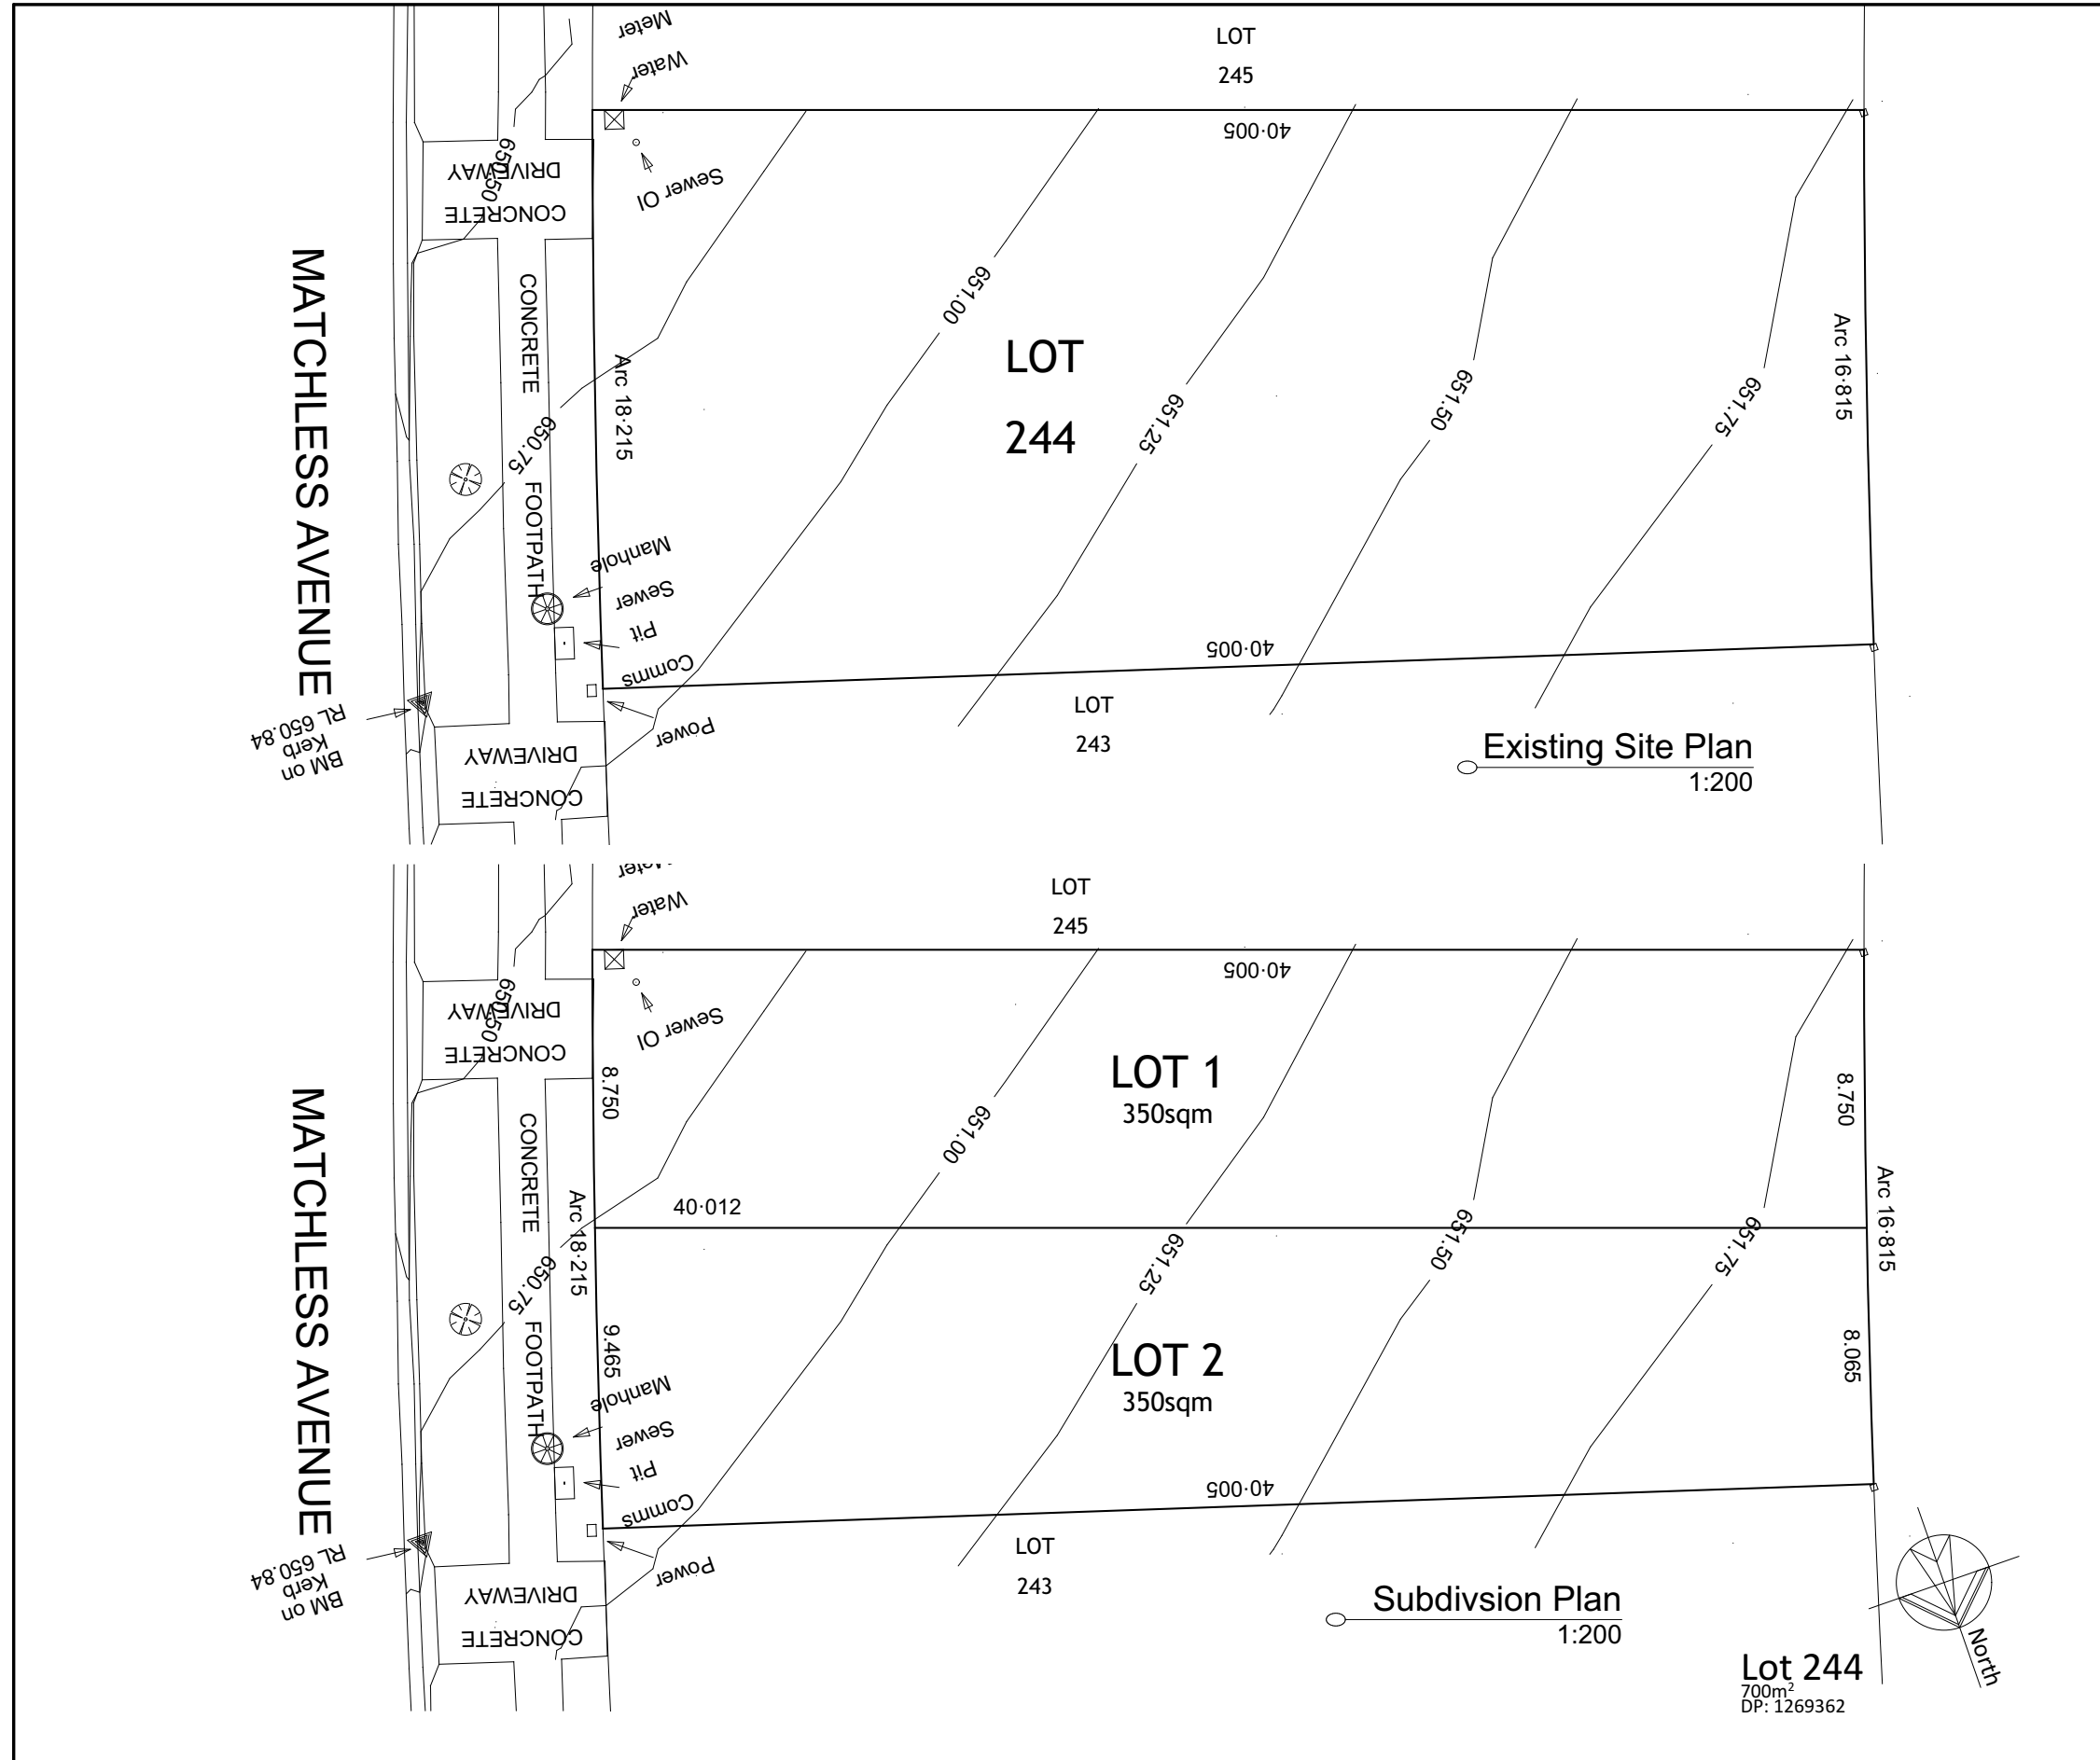 Water
Meter
LOT
245
40·005
CONCRETE
DRIVEWAY
650.50
Sewer OI
MATCHLESS AVENUE
CONCRETE
FOOTPATH
Arc 18·215
650.75
651.00
LOT
244
651.25
651.50
651.75
Arc 16·815
Sewer
Manhole
Comms
Pit
Power
40·005
LOT
243
BM on
Kerb
RL 650.84
CONCRETE
DRIVEWAY
Existing Site Plan
1:200
Water
Meter
LOT
245
40·005
CONCRETE
DRIVEWAY
650.50
Sewer OI
MATCHLESS AVENUE
CONCRETE
FOOTPATH
8.750
Arc 18·215
9.465
40·012
650.75
651.00
LOT 1
350sqm
651.25
651.50
651.75
8.750
Arc 16·815
8.065
LOT 2
350sqm
Sewer
Manhole
Comms
Pit
Power
40·005
LOT
243
BM on
Kerb
RL 650.84
CONCRETE
DRIVEWAY
Subdivsion Plan
1:200
North
Lot 244
700m²
DP: 1269362